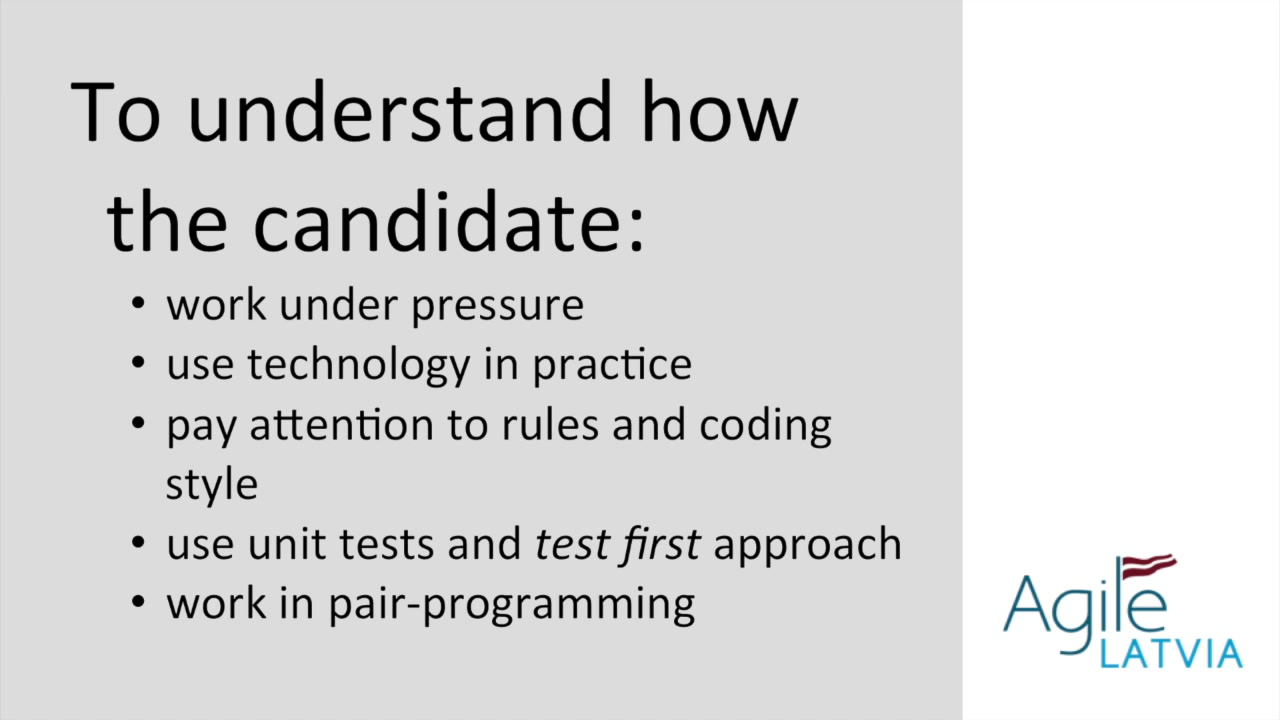 To understand how
the candidate:
• work under pressure
• use technology in practice
• pay attention to rules and coding
style
• use unit tests and test first approach
• work in pair-programming
Agile
LATVIA